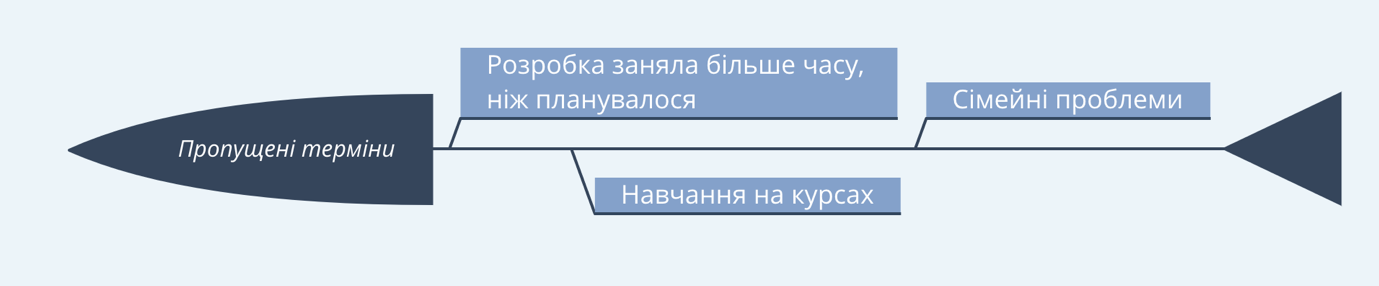 Розробка заняла більше часу,
ніж планувалося
Сімейні проблеми
Пропущені терміни
Навчання на курсах